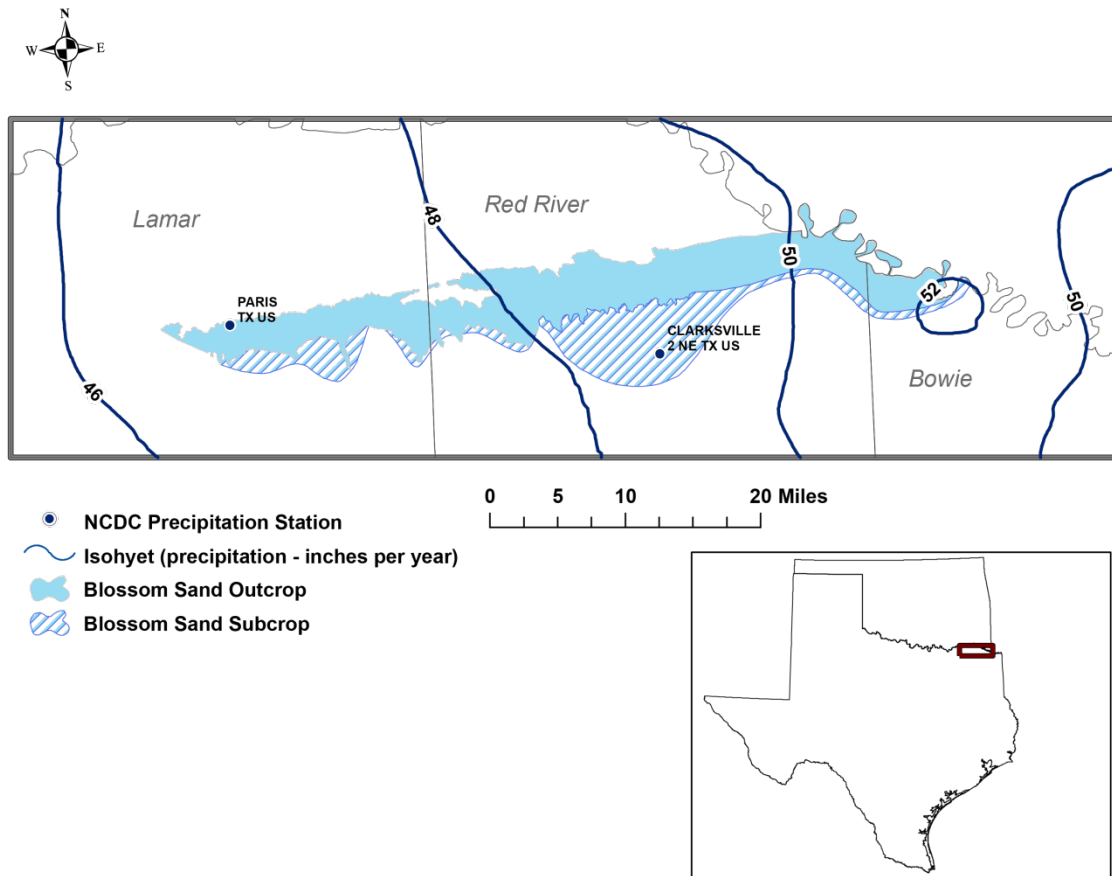 N
W E
S
Lamar
Red River
Bowie
48
50
52
50
46
PARIS
TX US
CLARKSVILLE
2 NE TX US
0 5 10 20 Miles
NCDC Precipitation Station
Isohyet (precipitation - inches per year)
Blossom Sand Outcrop
Blossom Sand Subcrop